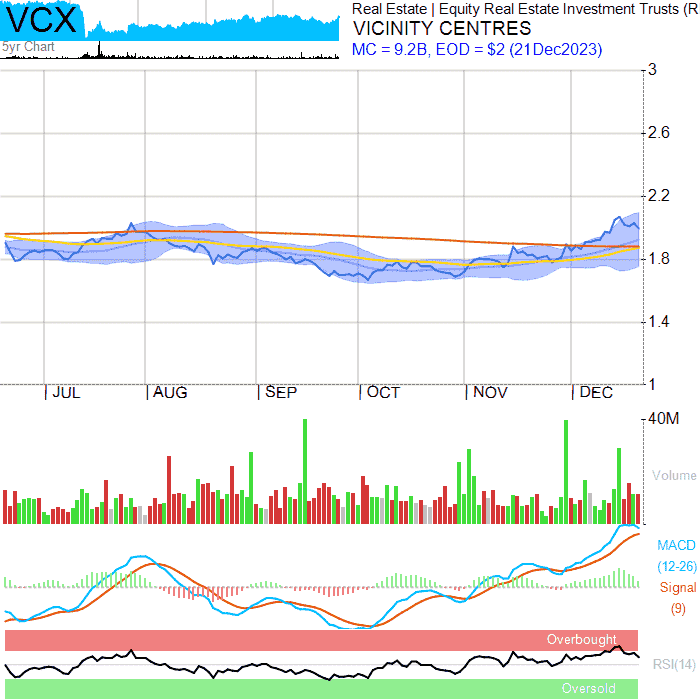 VCX
5yr Chart
Real Estate | Equity Real Estate Investment Trusts (R
VICINITY CENTRES
MC = 9.2B, EOD = $2 (21Dec2023)
3
2.6
2.2
1.8
1.4
1
JUL AUG SEP OCT NOV DEC
40M
Volume
MACD
(12-26)
Signal
(9)
Overbought
RSI(14)
Oversold